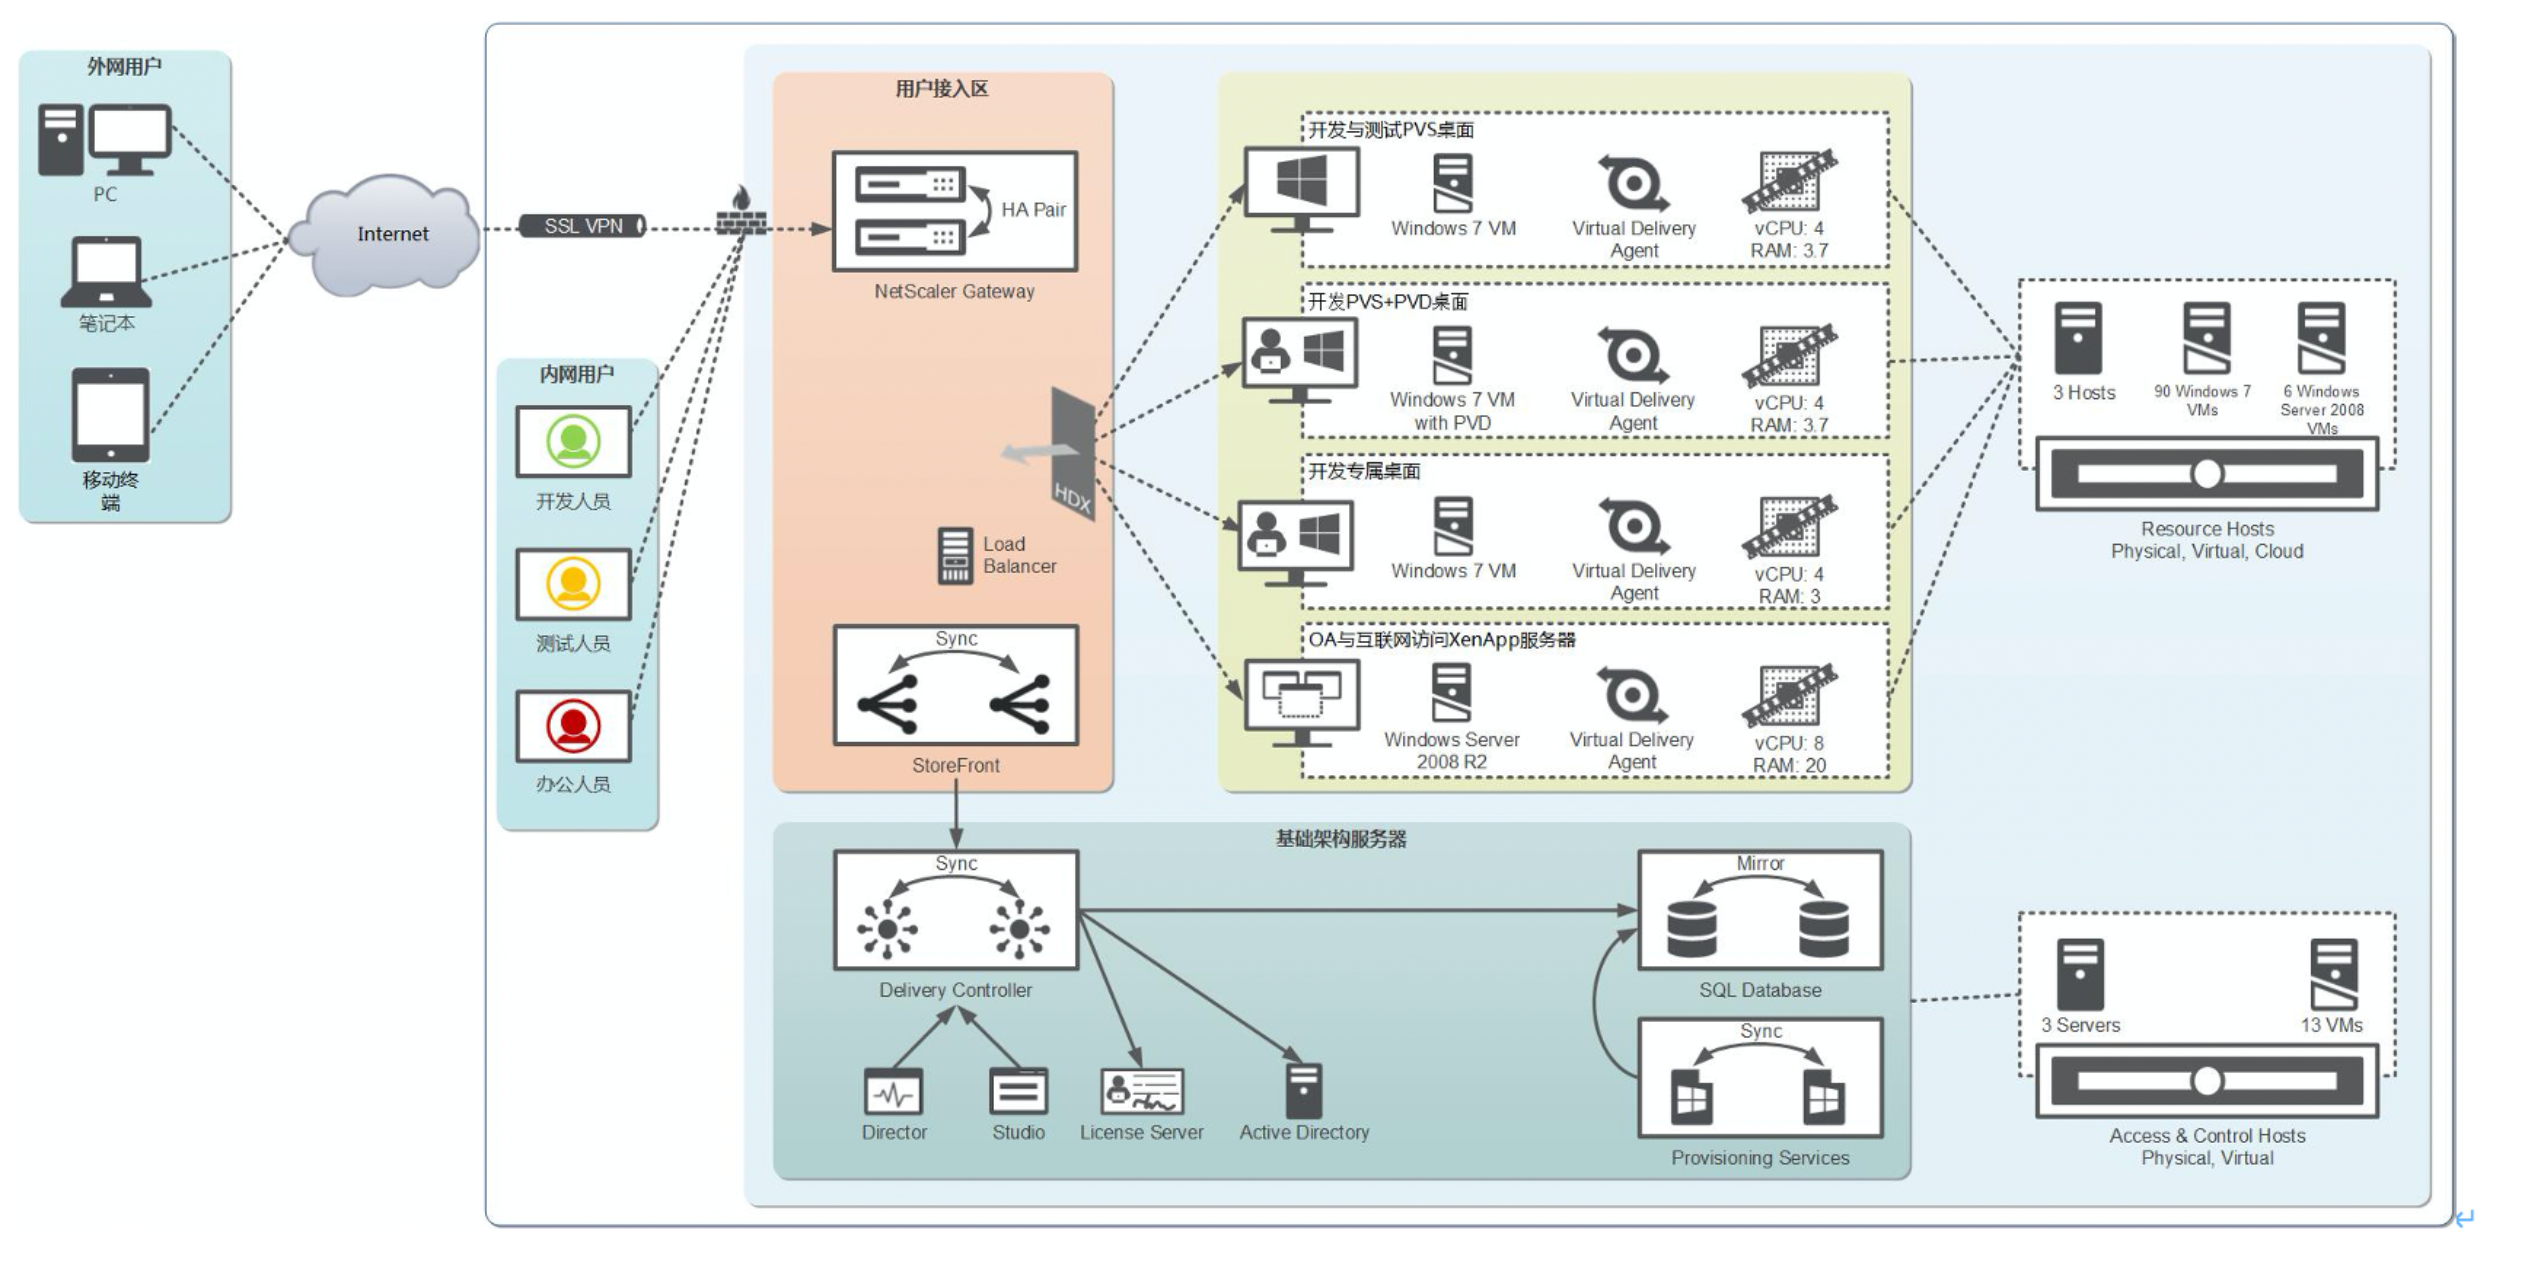 外网用户
PC
笔记本
移动终
端
Internet
SSL VPN
内网用户
开发人员
测试人员
办公人员
用户接入区
HA Pair
NetScaler Gateway
HDX
Load
Balancer
Sync
StoreFront
开发与测试PVS桌面
Windows 7 VM
Virtual Delivery
Agent
vCPU: 4
RAM: 3.7
开发PVS+PVD桌面
Windows 7 VM
with PVD
Virtual Delivery
Agent
vCPU: 4
RAM: 3.7
开发专属桌面
Windows 7 VM
Virtual Delivery
Agent
vCPU: 4
RAM: 3
OA与互联网访问XenApp服务器
Windows Server
2008 R2
Virtual Delivery
Agent
vCPU: 8
RAM: 20
3 Hosts
90 Windows 7
VMs
6 Windows
Server 2008
VMs
Resource Hosts
Physical, Virtual, Cloud
基础架构服务器
Sync
Delivery Controller
Director
Studio
License Server
Active Directory
Mirror
SQL Database
Sync
Provisioning Services
3 Servers
13 VMs
Access & Control Hosts
Physical, Virtual